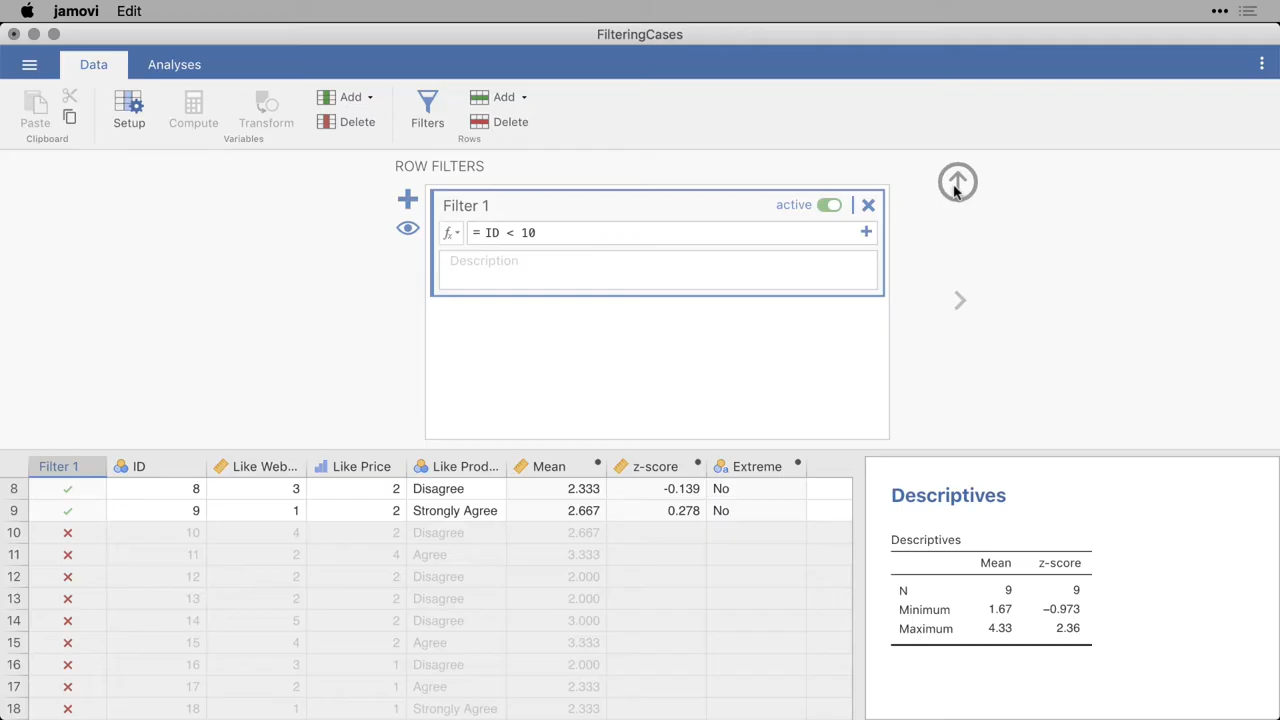 jamovi Edit
FilteringCases
Data Analyses
Paste Setup Compute Transform Add Delete Filters Add Delete
Clipboard Variables Rows
ROW FILTERS
Filter 1 active
fx = ID < 10
Description
Filter 1 ID Like Web... Like Price Like Prod... Mean z-score Extreme
8 8 3 2 Disagree 2.333 -0.139 No
9 9 1 2 Strongly Agree 2.667 0.278 No
10 10 4 2 Disagree 2.667
11 11 2 4 Agree 3.333
12 12 2 2 Disagree 2.000
13 13 2 2 Disagree 2.000
14 14 5 2 Disagree 3.000
15 15 4 2 Agree 3.333
16 16 3 1 Disagree 2.000
17 17 2 1 Agree 2.333
18 18 1 1 Strongly Agree 2.333
Descriptives
Descriptives
Mean z-score
N 9 9
Minimum 1.67 −0.973
Maximum 4.33 2.36